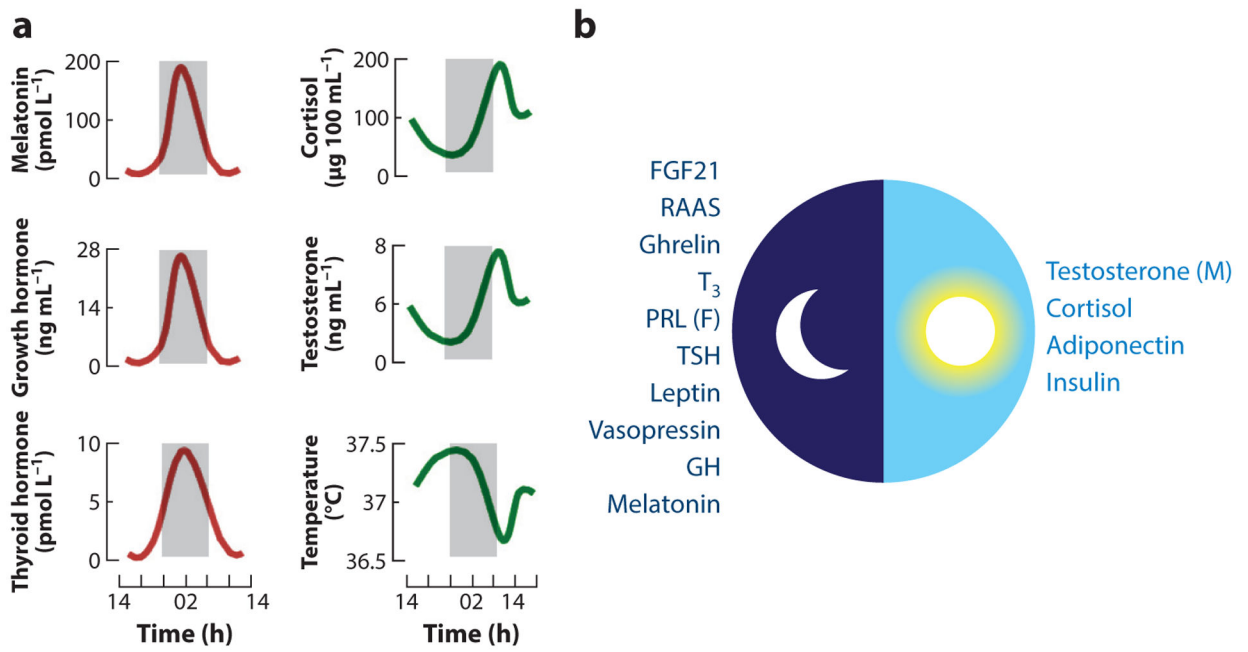 a
Melatonin
(pmol L⁻¹)
200
100
0
Cortisol
(µg 100 mL⁻¹)
200
100
0
Growth hormone
(ng mL⁻¹)
28
14
0
Testosterone
(ng mL⁻¹)
8
6
0
Thyroid hormone
(pmol L⁻¹)
10
5
0
Temperature
(°C)
37.5
37
36.5
14 02 14
Time (h)
14 02 14
Time (h)
b
FGF21
RAAS
Ghrelin
T₃
PRL (F)
TSH
Leptin
Vasopressin
GH
Melatonin
Testosterone (M)
Cortisol
Adiponectin
Insulin